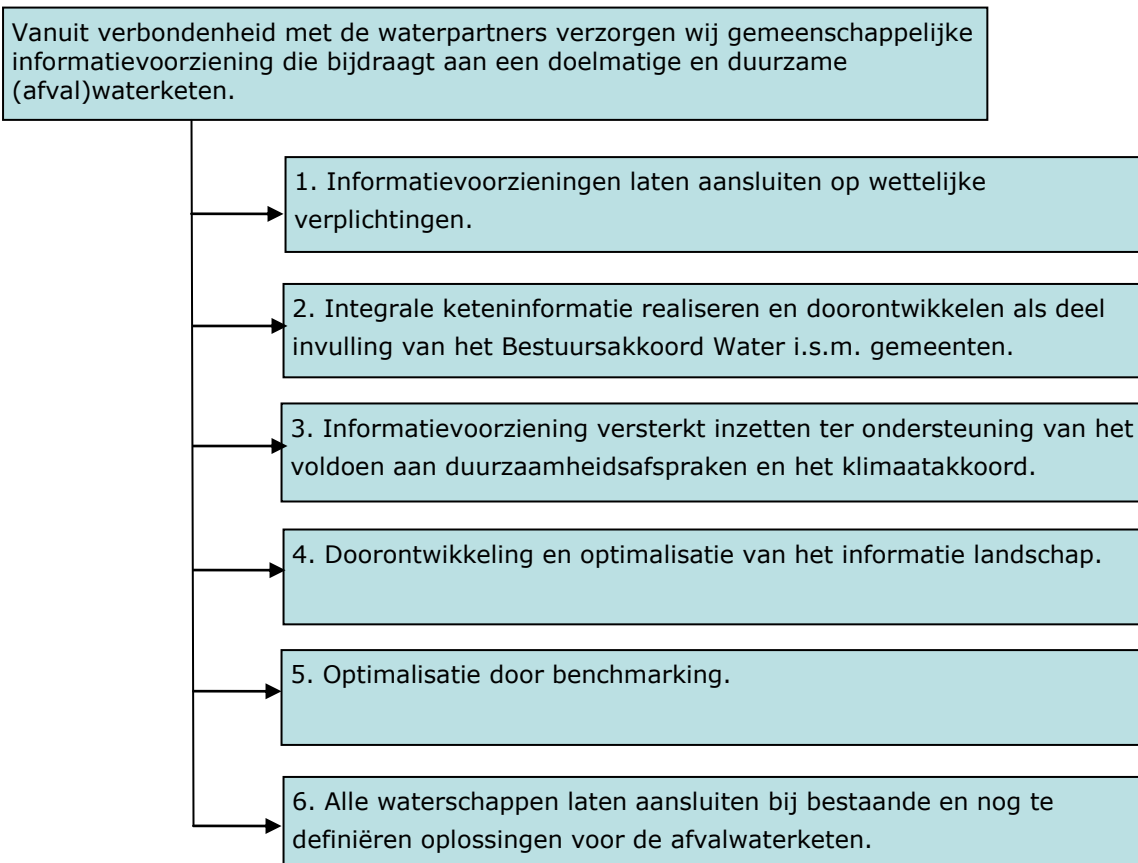 Vanuit verbondenheid met de waterpartners verzorgen wij gemeenschappelijke
informatievoorziening die bijdraagt aan een doelmatige en duurzame
(afval)waterketen.
1. Informatievoorzieningen laten aansluiten op wettelijke
verplichtingen.
2. Integrale keteninformatie realiseren en doorontwikkelen als deel
invulling van het Bestuursakkoord Water i.s.m. gemeenten.
3. Informatievoorziening versterkt inzetten ter ondersteuning van het
voldoen aan duurzaamheidsafspraken en het klimaatakkoord.
4. Doorontwikkeling en optimalisatie van het informatie landschap.
5. Optimalisatie door benchmarking.
6. Alle waterschappen laten aansluiten bij bestaande en nog te
definiëren oplossingen voor de afvalwaterketen.